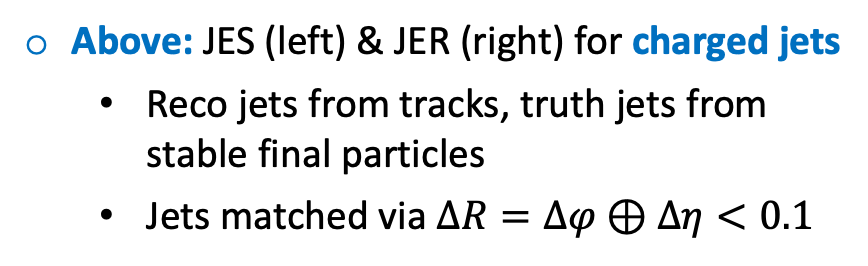 ○ Above: JES (left) & JER (right) for charged jets
• Reco jets from tracks, truth jets from
stable final particles
• Jets matched via Δ𝑅 = Δ𝜑 ⊕ Δ𝜂 < 0.1